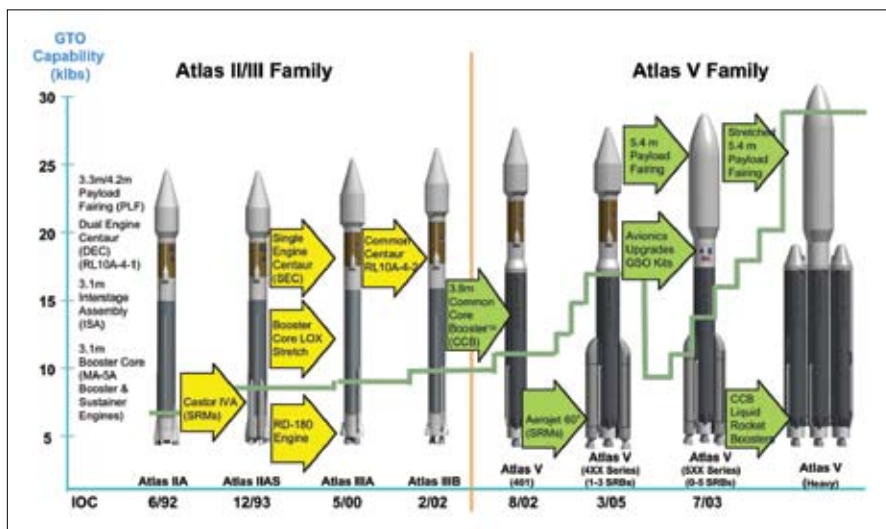 GTO
Capability
(klbs)
Atlas II/III Family
Atlas V Family
30
25
20
15
10
5
3.3m/4.2m
Payload
Fairing (PLF)
Dual Engine
Centaur
(DEC)
(RL10A-4-1)
3.1m
Interstage
Assembly
(ISA)
3.1m
Booster Core
(MA-5A
Booster &
Sustainer
Engines)
Castor IVA
(SRMs)
Single
Engine
Centaur
(SEC)
Booster
Core LOX
Stretch
RD-180
Engine
Common
Centaur
RL10A-4-2
3.8m
Common
Core
Booster™
(CCB)
Aerojet 60"
(SRMs)
5.4 m
Payload
Fairing
Avionics
Upgrades
GSO Kits
Stretched
5.4 m
Payload
Fairing
CCB
Liquid
Rocket
Boosters
Atlas IIA
Atlas IIAS
Atlas IIIA
Atlas IIIB
Atlas V
(401)
Atlas V
(4XX Series)
(1-3 SRBs)
Atlas V
(5XX Series)
(0-5 SRBs)
Atlas V
(Heavy)
IOC
6/92
12/93
5/00
2/02
8/02
3/05
7/03